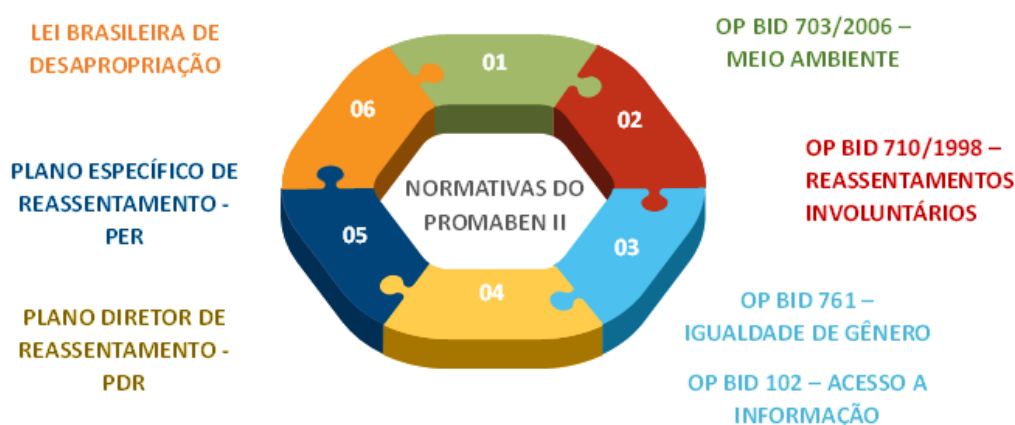 LEI BRASILEIRA DE
DESAPROPRIAÇÃO
OP BID 703/2006 –
MEIO AMBIENTE
01
06
02
OP BID 710/1998 –
REASSENTAMENTOS
INVOLUNTÁRIOS
PLANO ESPECÍFICO DE
REASSENTAMENTO -
PER
NORMATIVAS DO
PROMABEN II
05
03
04
PLANO DIRETOR DE
REASSENTAMENTO -
PDR
OP BID 761 –
IGUALDADE DE GÊNERO
OP BID 102 – ACESSO A
INFORMAÇÃO